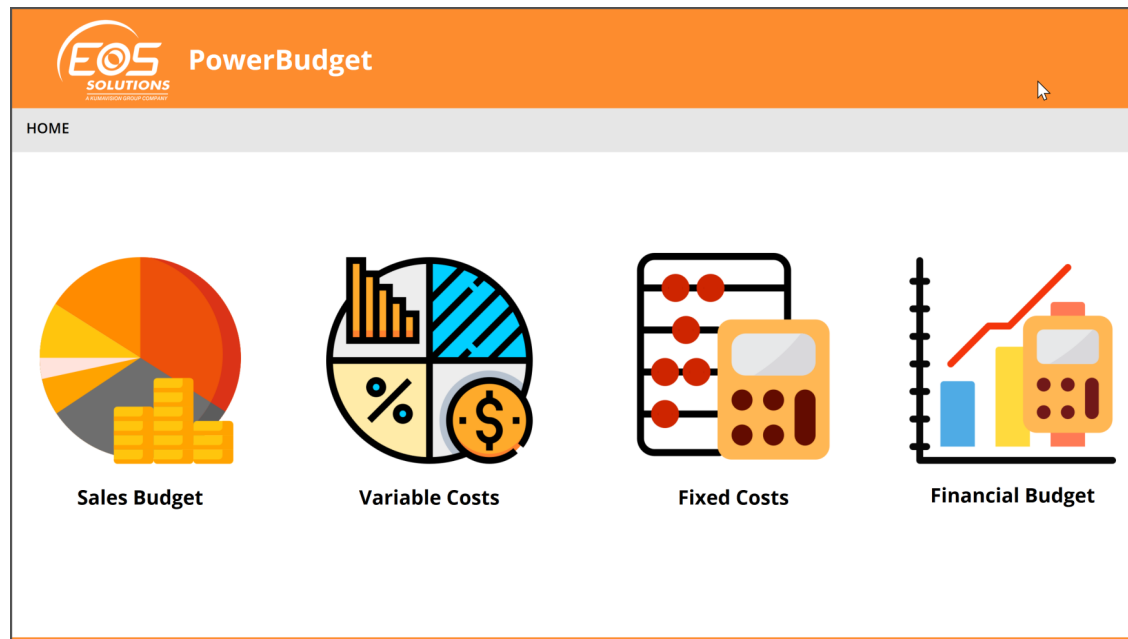 EOS
SOLUTIONS
A KUMAVISION GROUP COMPANY
PowerBudget
HOME
%
$
Sales Budget
Variable Costs
Fixed Costs
Financial Budget